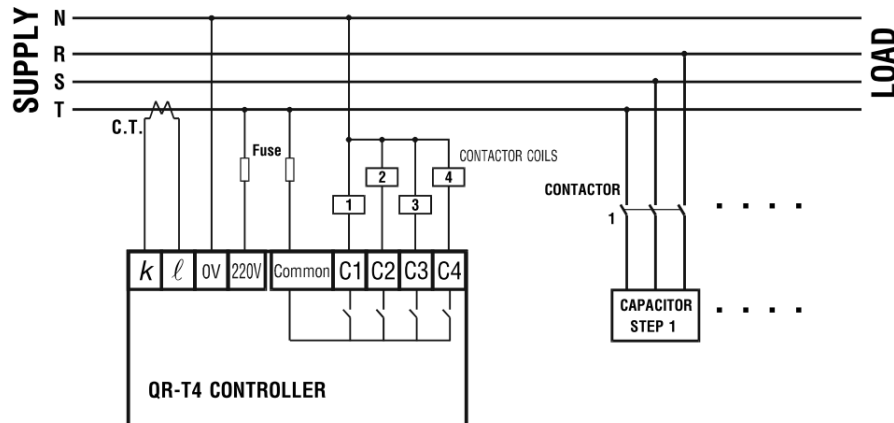 SUPPLY
N
R
S
T
LOAD
C.T.
Fuse
CONTACTOR COILS
1
2
3
4
CONTACTOR
1
k
ℓ
0V
220V
Common
C1
C2
C3
C4
CAPACITOR
STEP 1
QR-T4 CONTROLLER